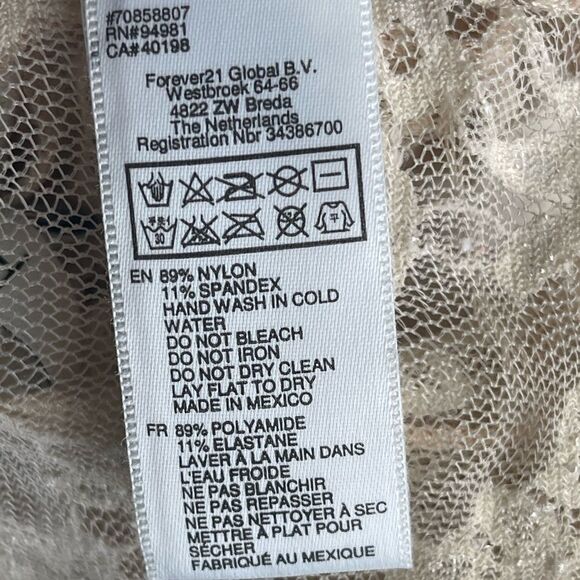 #70858807
RN#94981
CA#40198
Forever21 Global B.V.
Westbroek 64-66
4822 ZW Breda
The Netherlands
Registration Nbr 34386700
30
EN 89% NYLON
11% SPANDEX
HAND WASH IN COLD
WATER
DO NOT BLEACH
DO NOT IRON
DO NOT DRY CLEAN
LAY FLAT TO DRY
MADE IN MEXICO
FR 89% POLYAMIDE
11% ELASTANE
LAVER À LA MAIN DANS
L'EAU FROIDE
NE PAS BLANCHIR
NE PAS REPASSER
NE PAS NETTOYER À SEC
METTRE À PLAT POUR
SÉCHER
FABRIQUÉ AU MEXIQUE